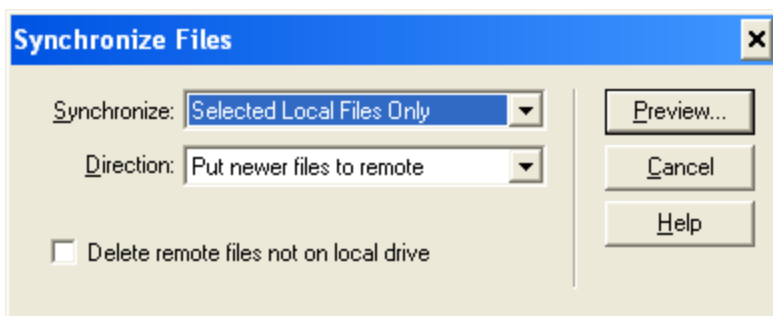 Synchronize Files
Synchronize: Selected Local Files Only
Preview...
Direction: Put newer files to remote
Cancel
Help
Delete remote files not on local drive